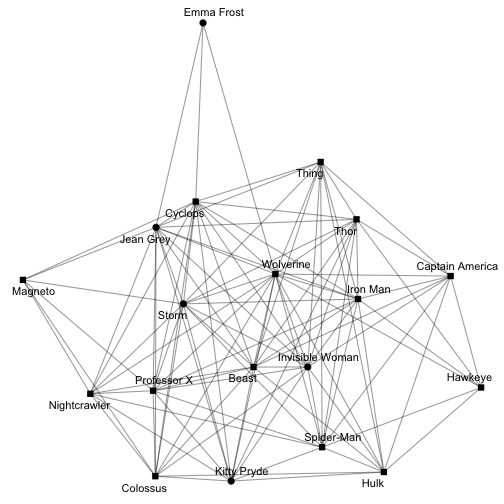 Emma Frost
Thing
Cyclops
Thor
Jean Grey
Wolverine
Captain America
Magneto
Iron Man
Storm
Invisible Woman
Professor X
Beast
Hawkeye
Nightcrawler
Spider-Man
Kitty Pryde
Hulk
Colossus